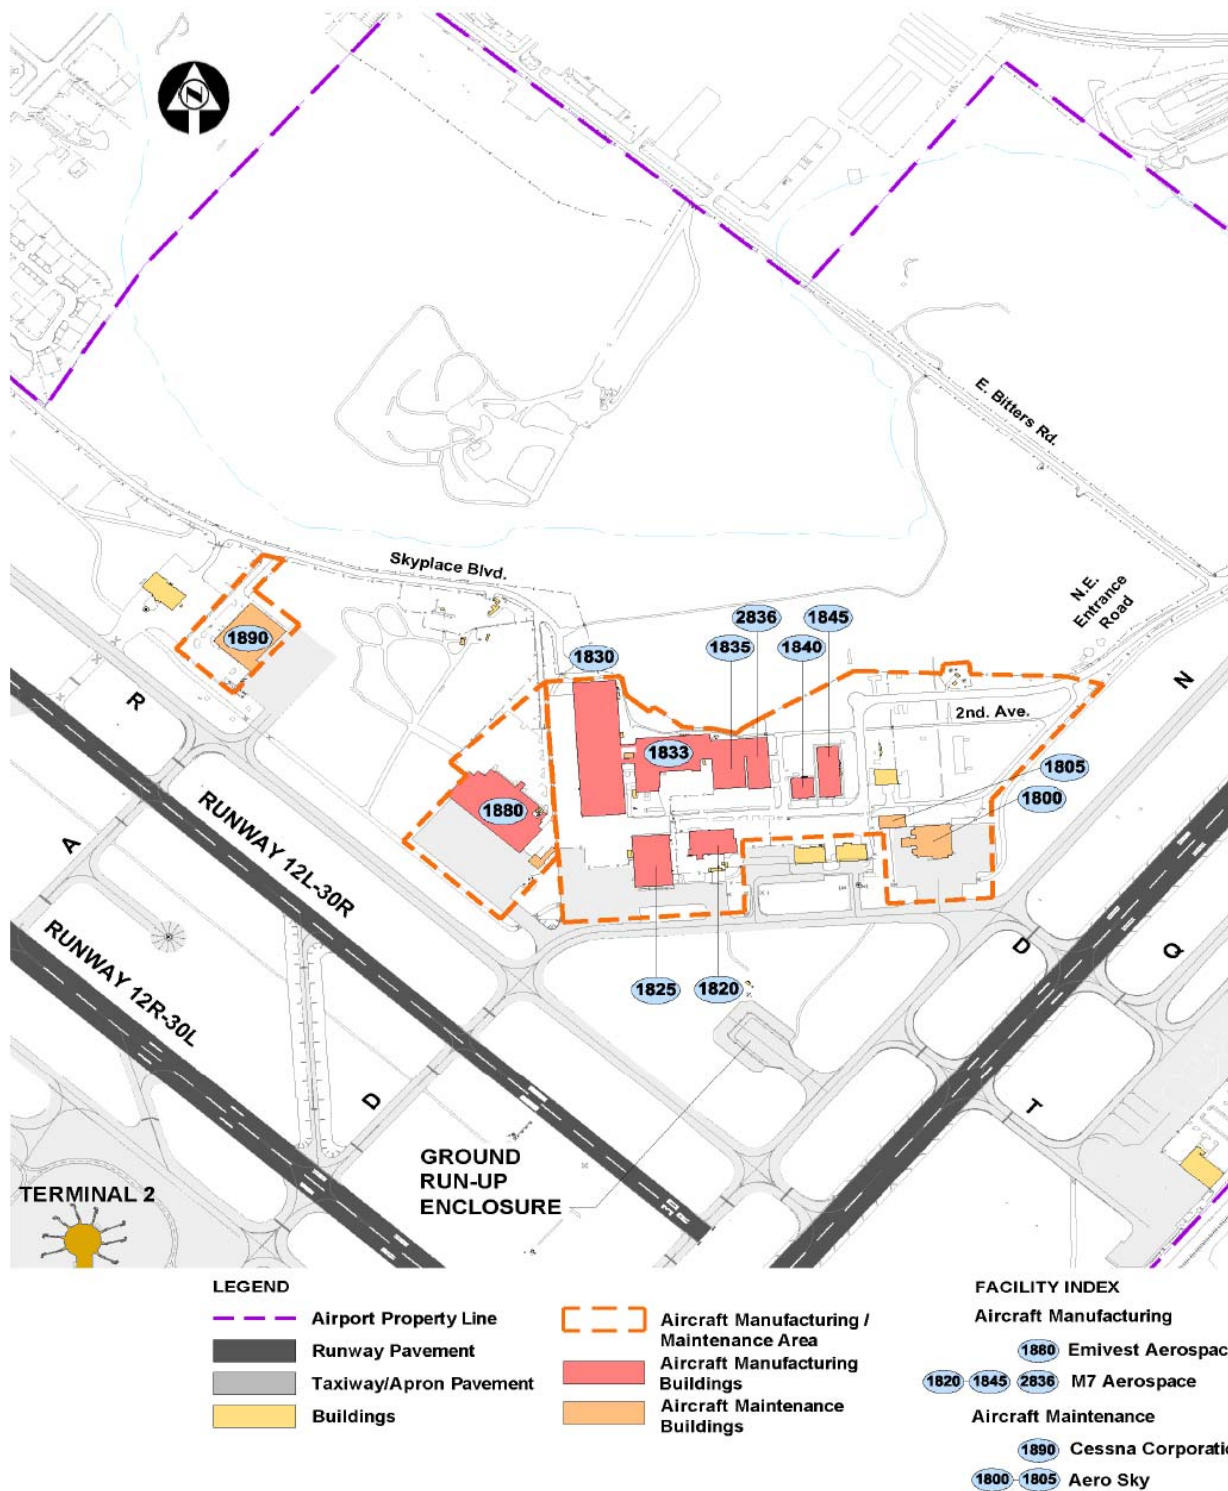 N
E. Bitters Rd.
Skyplace Blvd.
N.E.
Entrance
Road
2836
1845
1890
1830
1835
1840
R
N
2nd. Ave.
1833
1805
1800
1880
RUNWAY 12L-30R
A
RUNWAY 12R-30L
D
Q
1825
1820
D
T
GROUND
RUN-UP
ENCLOSURE
TERMINAL 2
LEGEND
Airport Property Line
Runway Pavement
Taxiway/Apron Pavement
Buildings
Aircraft Manufacturing /
Maintenance Area
Aircraft Manufacturing
Buildings
Aircraft Maintenance
Buildings
FACILITY INDEX
Aircraft Manufacturing
1880 Emivest Aerospac
1820 - 1845 2836 M7 Aerospace
Aircraft Maintenance
1890 Cessna Corporatio
1800 - 1805 Aero Sky